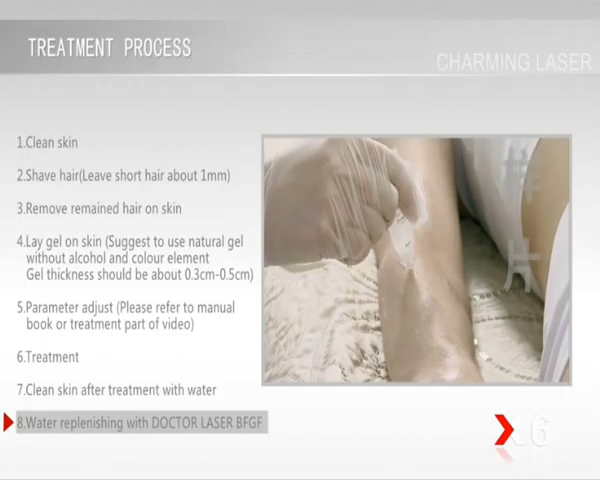 TREATMENT PROCESS
CHARMING LASER
1.Clean skin
2.Shave hair(Leave short hair about 1mm)
3.Remove remained hair on skin
4.Lay gel on skin (Suggest to use natural gel
without alcohol and colour element
Gel thickness should be about 0.3cm-0.5cm)
5.Parameter adjust (Please refer to manual
book or treatment part of video)
6.Treatment
7.Clean skin after treatment with water
8.Water replenishing with DOCTOR LASER BFGF